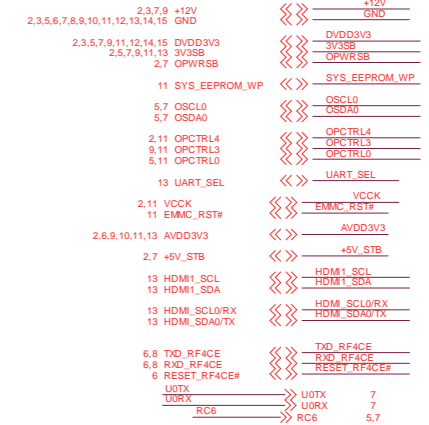 2,3,7,9 +12V +12V
2,3,5,6,7,8,9,10,11,12,13,14,15 GND GND
2,3,5,7,9,11,12,14,15 DVDD3V3 DVDD3V3
2,5,7,9,11,13 3V3SB 3V3SB
2,7 OPWRSB OPWRSB
11 SYS_EEPROM_WP SYS_EEPROM_WP
5,7 OSCL0 OSCL0
5,7 OSDA0 OSDA0
2,11 OPCTRL4 OPCTRL4
9,11 OPCTRL3 OPCTRL3
5,11 OPCTRL0 OPCTRL0
13 UART_SEL UART_SEL
2,11 VCCK VCCK
11 EMMC_RST# EMMC_RST#
2,6,9,10,11,13 AVDD3V3 AVDD3V3
2,7 +5V_STB +5V_STB
13 HDMI1_SCL HDMI1_SCL
13 HDMI1_SDA HDMI1_SDA
13 HDMI_SCL0/RX HDMI_SCL0/RX
13 HDMI_SDA0/TX HDMI_SDA0/TX
6,8 TXD_RF4CE TXD_RF4CE
6,8 RXD_RF4CE RXD_RF4CE
6 RESET_RF4CE# RESET_RF4CE#
U0TX U0TX 7
U0RX U0RX 7
RC6 RC6 5,7